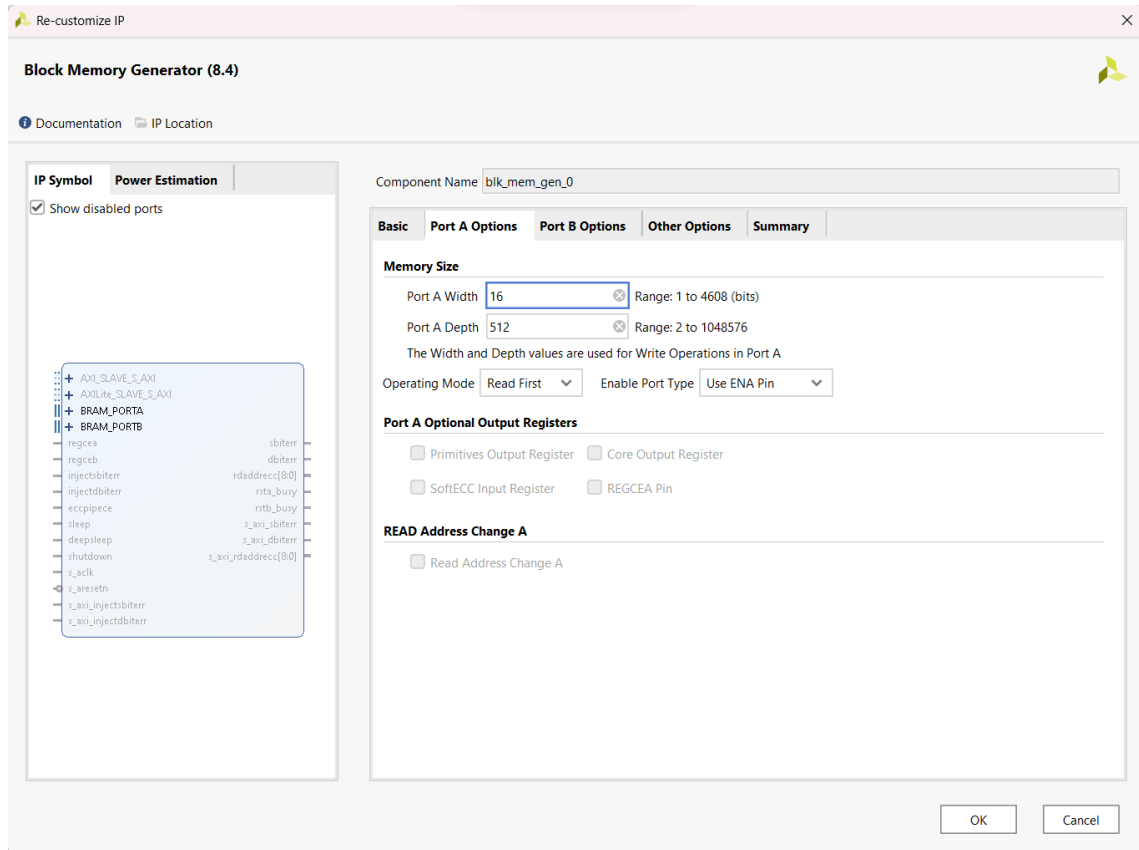 Re-customize IP
Block Memory Generator (8.4)
Documentation IP Location
IP Symbol Power Estimation
Show disabled ports
AXI_SLAVE_S_AXI
AXILite_SLAVE_S_AXI
BRAM_PORTA
BRAM_PORTB
regcea sbiterr
regceb dbiterr
injectsbiterr rdaddrecc[8:0]
injectdbiterr rsta_busy
eccpipece rstb_busy
sleep s_axi_sbiterr
deepsleep s_axi_dbiterr
shutdown s_axi_rdaddrecc[8:0]
s_aclk
s_aresetn
s_axi_injectsbiterr
s_axi_injectdbiterr
Component Name blk_mem_gen_0
Basic Port A Options Port B Options Other Options Summary
Memory Size
Port A Width 16 Range: 1 to 4608 (bits)
Port A Depth 512 Range: 2 to 1048576
The Width and Depth values are used for Write Operations in Port A
Operating Mode Read First Enable Port Type Use ENA Pin
Port A Optional Output Registers
Primitives Output Register Core Output Register
SoftECC Input Register REGCEA Pin
READ Address Change A
Read Address Change A
OK Cancel